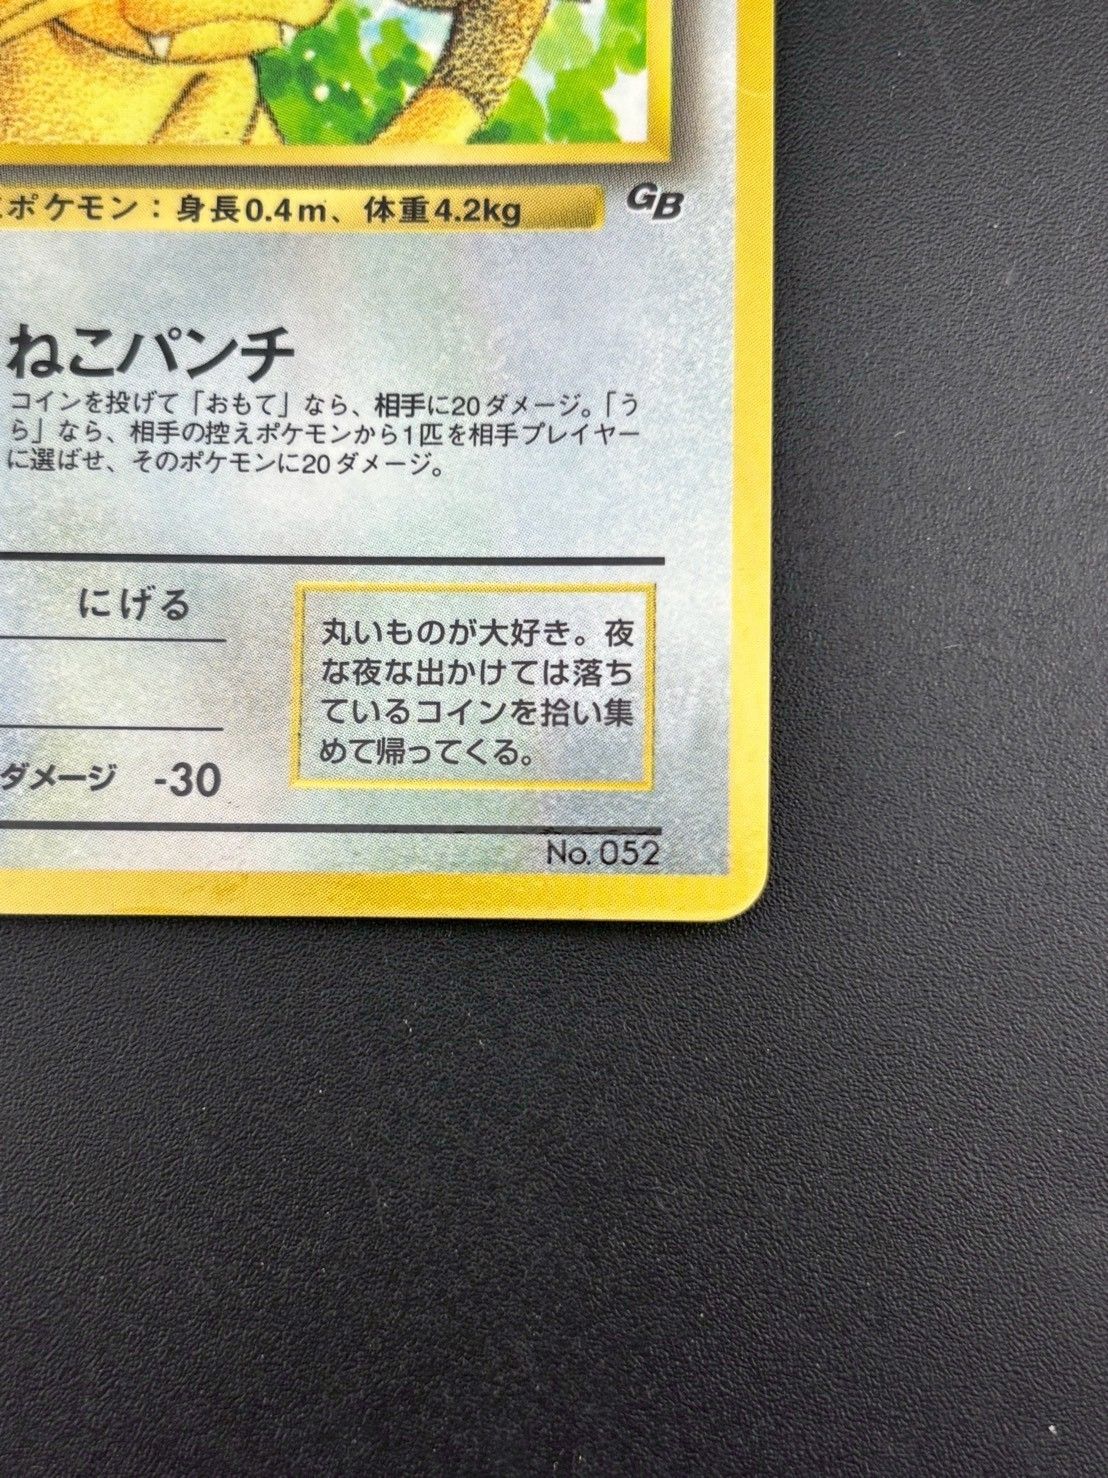 ポケモン：身長0.4m、体重4.2kg
GB
ねこパンチ
コインを投げて「おもて」なら、相手に20ダメージ。「う
ら」なら、相手の控えポケモンから1匹を相手プレイヤー
に選ばせ、そのポケモンに20ダメージ。
にげる
丸いものが大好き。夜
な夜な出かけては落ち
ているコインを拾い集
めて帰ってくる。
ダメージ -30
No. 052